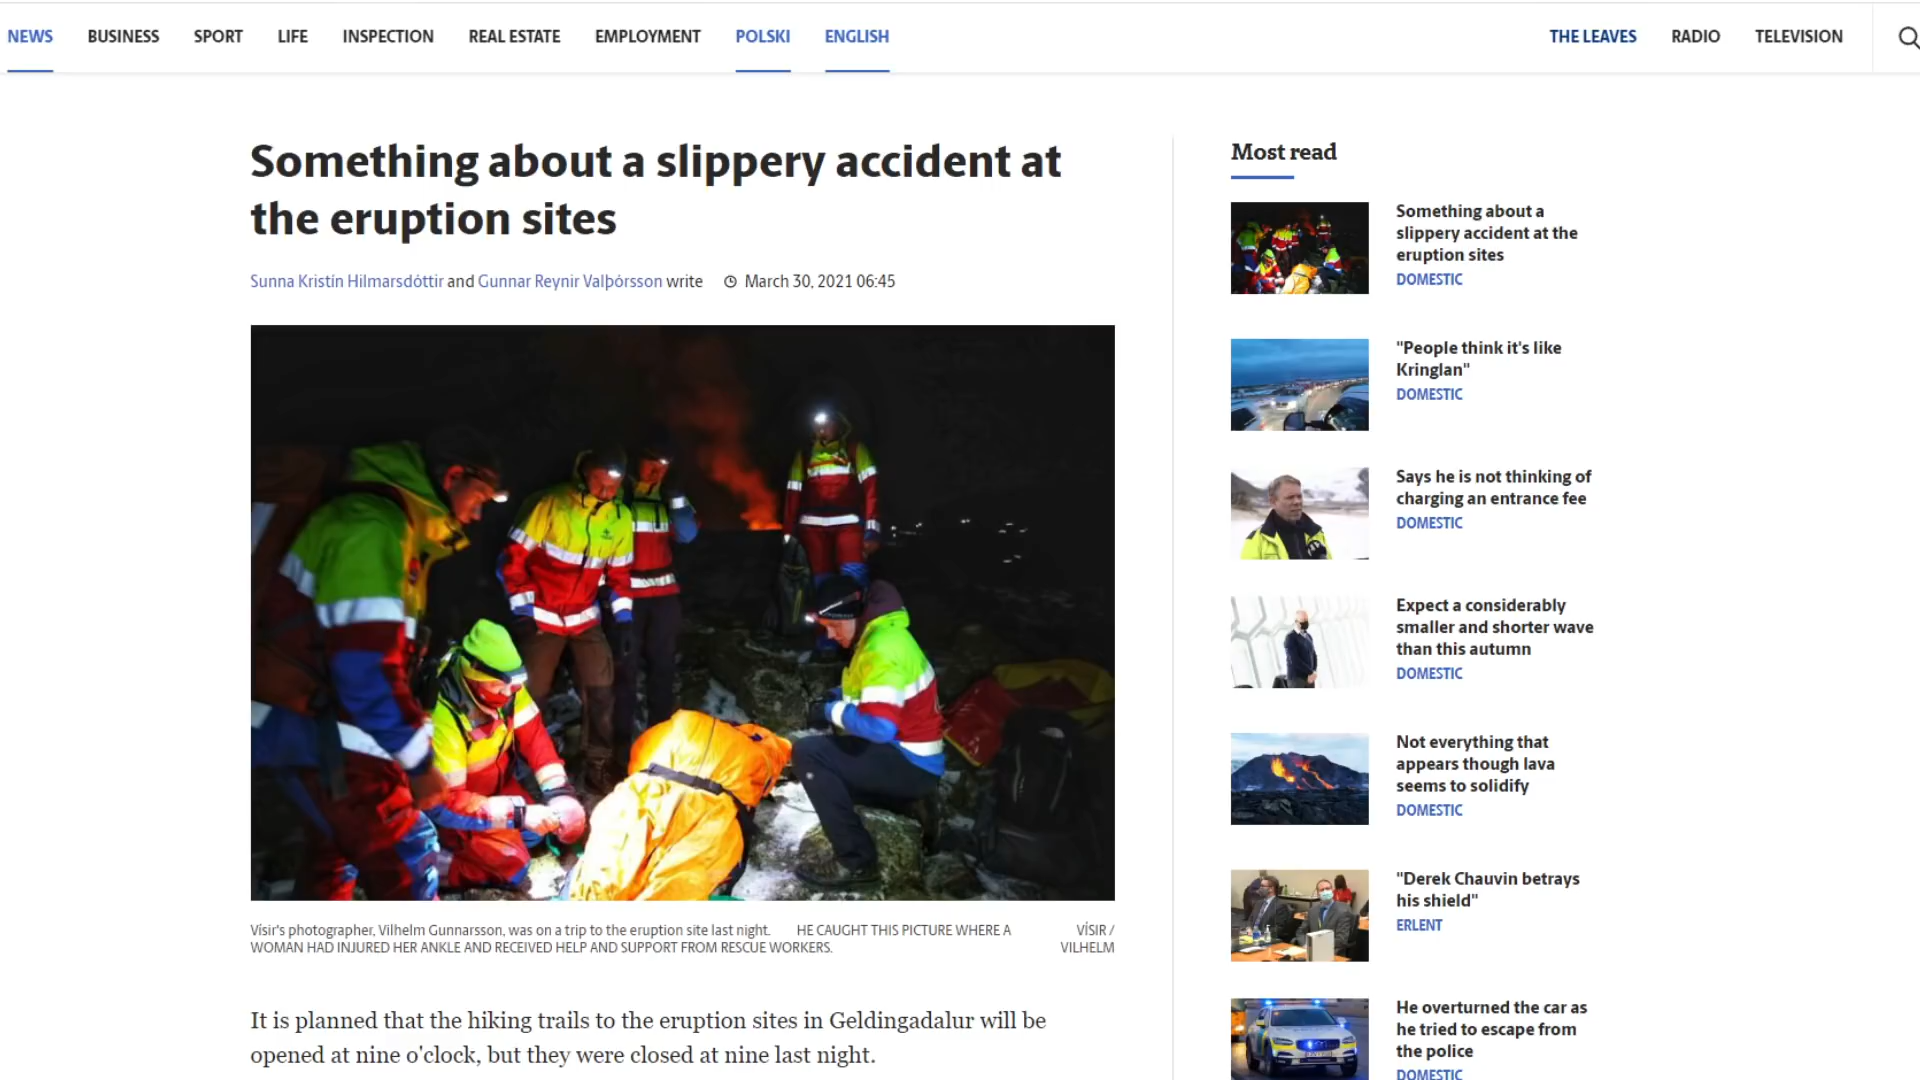 NEWS BUSINESS SPORT LIFE INSPECTION REAL ESTATE EMPLOYMENT POLSKI ENGLISH THE LEAVES RADIO TELEVISION
Something about a slippery accident at
the eruption sites
Sunna Kristín Hilmarsdóttir and Gunnar Reynir Valþórsson write March 30, 2021 06:45
Vísir's photographer, Vilhelm Gunnarsson, was on a trip to the eruption site last night. HE CAUGHT THIS PICTURE WHERE A
WOMAN HAD INJURED HER ANKLE AND RECEIVED HELP AND SUPPORT FROM RESCUE WORKERS.
VÍSIR /
VILHELM
It is planned that the hiking trails to the eruption sites in Geldingadalur will be
opened at nine o'clock, but they were closed at nine last night.
Most read
Something about a
slippery accident at the
eruption sites
DOMESTIC
"People think it's like
Kringlan"
DOMESTIC
Says he is not thinking of
charging an entrance fee
DOMESTIC
Expect a considerably
smaller and shorter wave
than this autumn
DOMESTIC
Not everything that
appears though lava
seems to solidify
DOMESTIC
"Derek Chauvin betrays
his shield"
ERLENT
He overturned the car as
he tried to escape from
the police
DOMESTIC